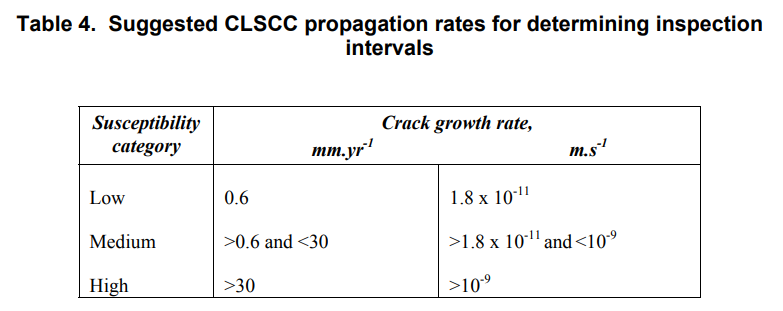 Table 4.  Suggested CLSCC propagation rates for determining inspection
intervals
Susceptibility category Crack growth rate,
mm.yr⁻¹ m.s⁻¹
Low 0.6 1.8 x 10⁻¹¹
Medium >0.6 and <30 >1.8 x 10⁻¹¹ and <10⁻⁹
High >30 >10⁻⁹